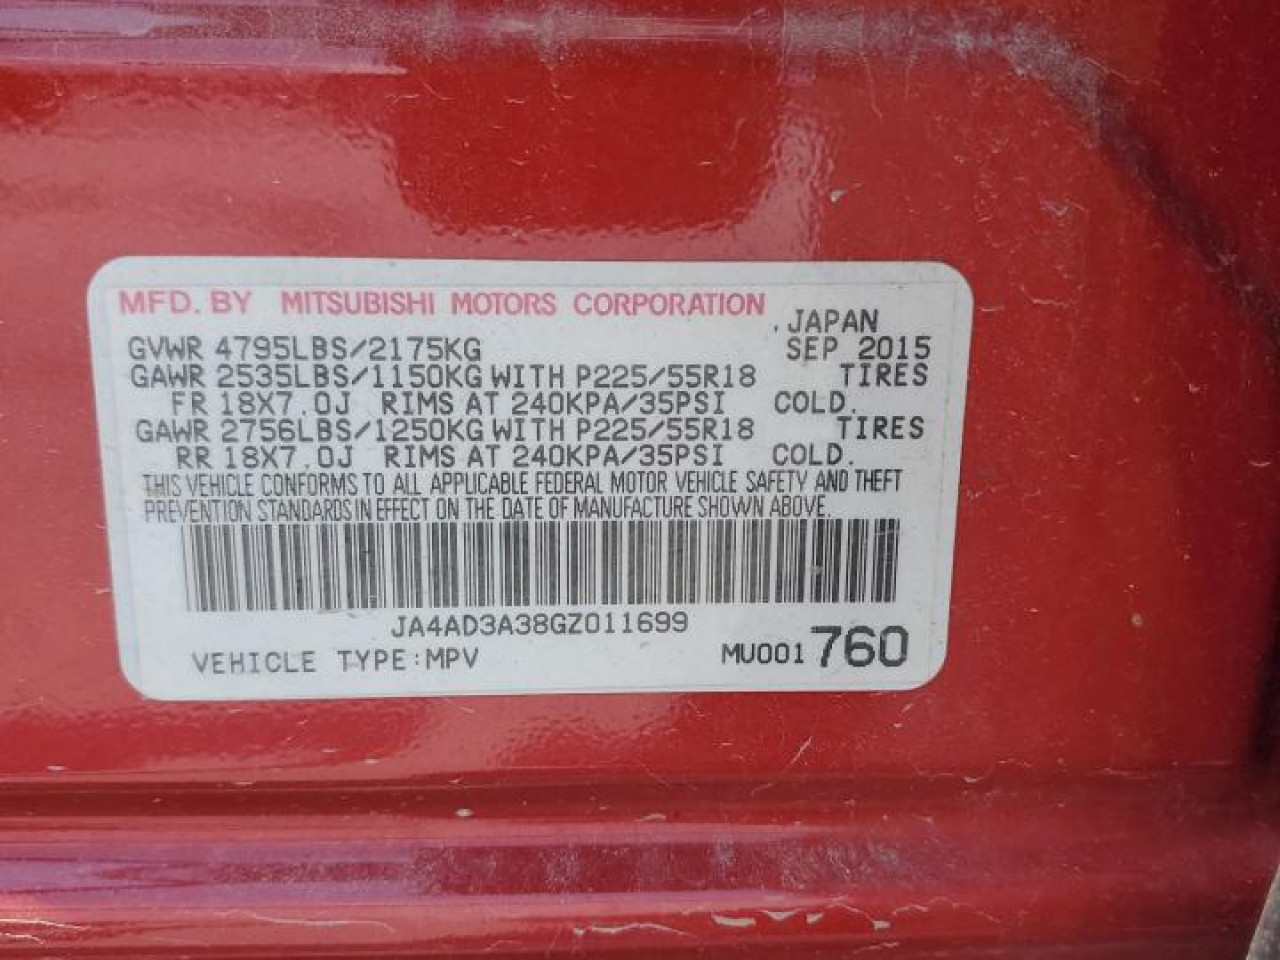 MFD. BY MITSUBISHI MOTORS CORPORATION
. JAPAN
GVWR 4795LBS/2175KG SEP 2015
GAWR 2535LBS/1150KG WITH P225/55R18 TIRES
FR 18X7.0J RIMS AT 240KPA/35PSI COLD.
GAWR 2756LBS/1250KG WITH P225/55R18 TIRES
RR 18X7.0J RIMS AT 240KPA/35PSI COLD.
THIS VEHICLE CONFORMS TO ALL APPLICABLE FEDERAL MOTOR VEHICLE SAFETY AND THEFT
PREVENTION STANDARDS IN EFFECT ON THE DATE OF MANUFACTURE SHOWN ABOVE.
JA4AD3A38GZ011699
VEHICLE TYPE:MPV MU001 760